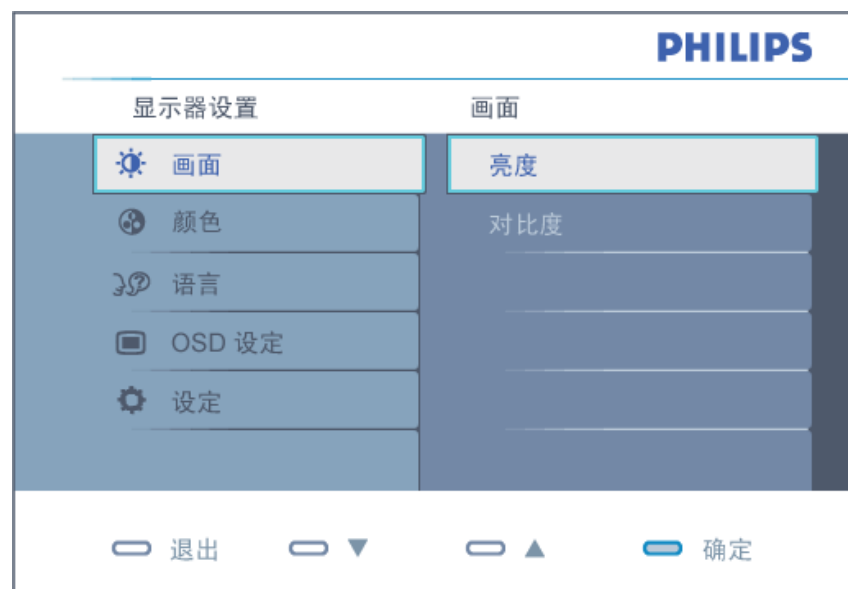 PHILIPS
显示器设置 画面
画面 亮度
颜色 对比度
语言
OSD 设定
设定
退出 ▼ ▲ 确定